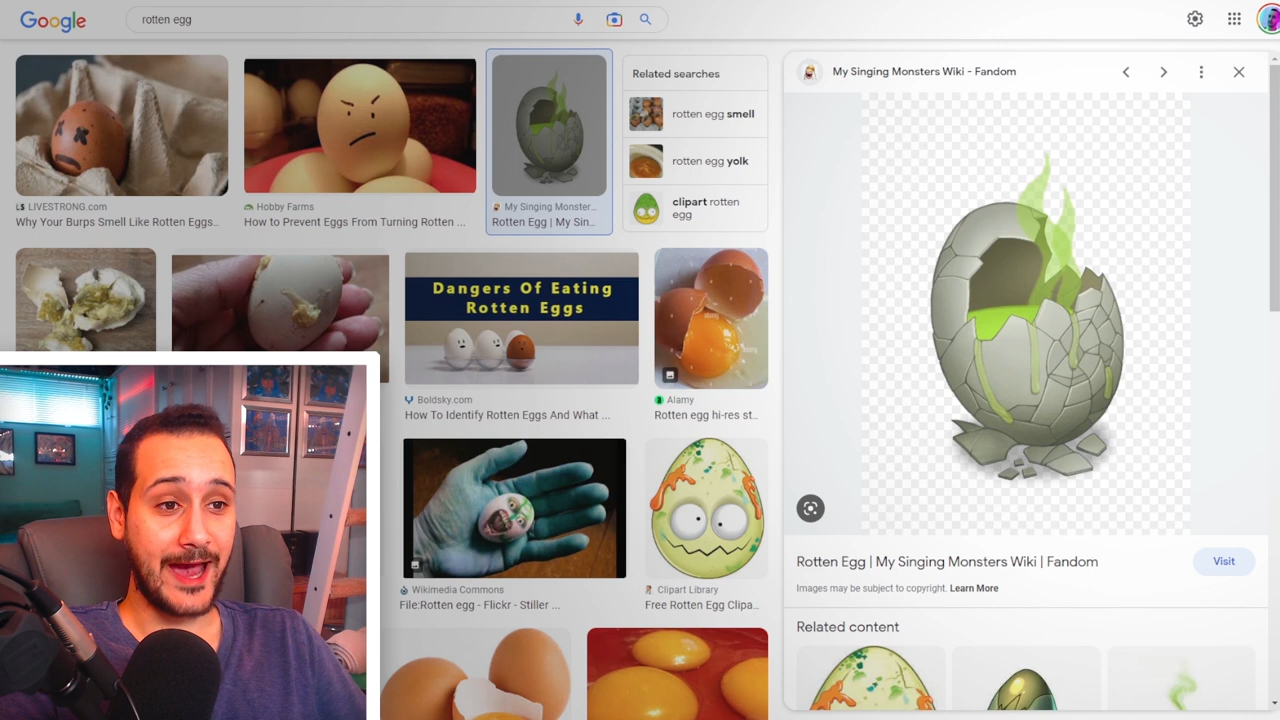 Google
rotten egg
LIVESTRONG.com
Why Your Burps Smell Like Rotten Eggs...
Hobby Farms
How to Prevent Eggs From Turning Rotten ...
My Singing Monster...
Rotten Egg | My Sin...
Related searches
rotten egg smell
rotten egg yolk
clipart rotten
egg
Dangers Of Eating
Rotten Eggs
Boldsky.com
How To Identify Rotten Eggs And What ...
Alamy
Rotten egg hi-res st...
Wikimedia Commons
File:Rotten egg - Flickr - Stiller ...
Clipart Library
Free Rotten Egg Clipa...
My Singing Monsters Wiki - Fandom
Rotten Egg | My Singing Monsters Wiki | Fandom
Visit
Images may be subject to copyright. Learn More
Related content